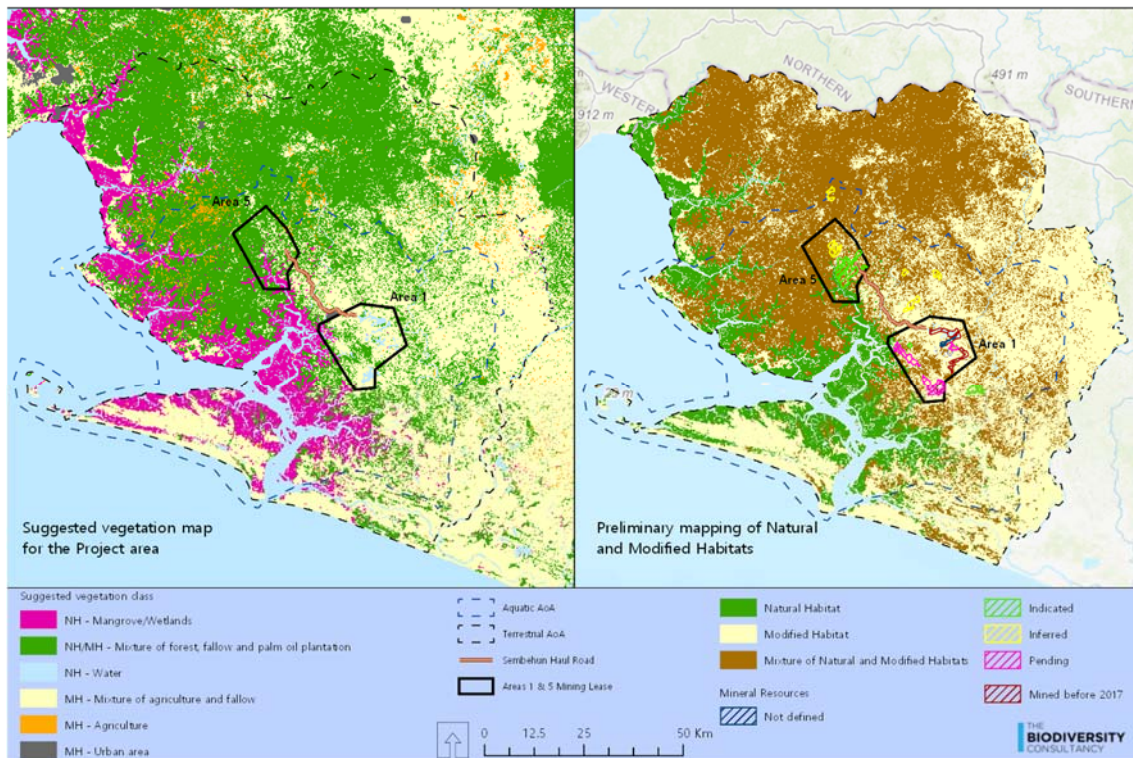 Area 5
Area 1
Suggested vegetation map
for the Project area
NORTHERN
WESTERN
491 m
SOUTHERN
912 m
Area 5
Area 1
Preliminary mapping of Natural
and Modified Habitats
Suggested vegetation class
NH - Mangrove/Wetlands
NH/MH - Mixture of forest, fallow and palm oil plantation
NH - Water
MH - Mixture of agriculture and fallow
MH - Agriculture
MH - Urban area
Aquatic AoA
Terrestrial AoA
Sembehun Haul Road
Areas 1 & 5 Mining Lease
0 12.5 25 50 Km
Natural Habitat
Modified Habitat
Mixture of Natural and Modified Habitats
Mineral Resources
Not defined
Indicated
Inferred
Pending
Mined before 2017
THE
BIODIVERSITY
CONSULTANCY